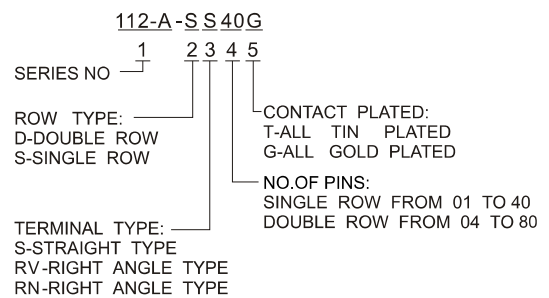 112-A-SS40G
1 2 3 4 5
SERIES NO
ROW TYPE:
D-DOUBLE ROW
S-SINGLE ROW
CONTACT PLATED:
T-ALL TIN PLATED
G-ALL GOLD PLATED
NO.OF PINS:
SINGLE ROW FROM 01 TO 40
DOUBLE ROW FROM 04 TO 80
TERMINAL TYPE:
S-STRAIGHT TYPE
RV-RIGHT ANGLE TYPE
RN-RIGHT ANGLE TYPE